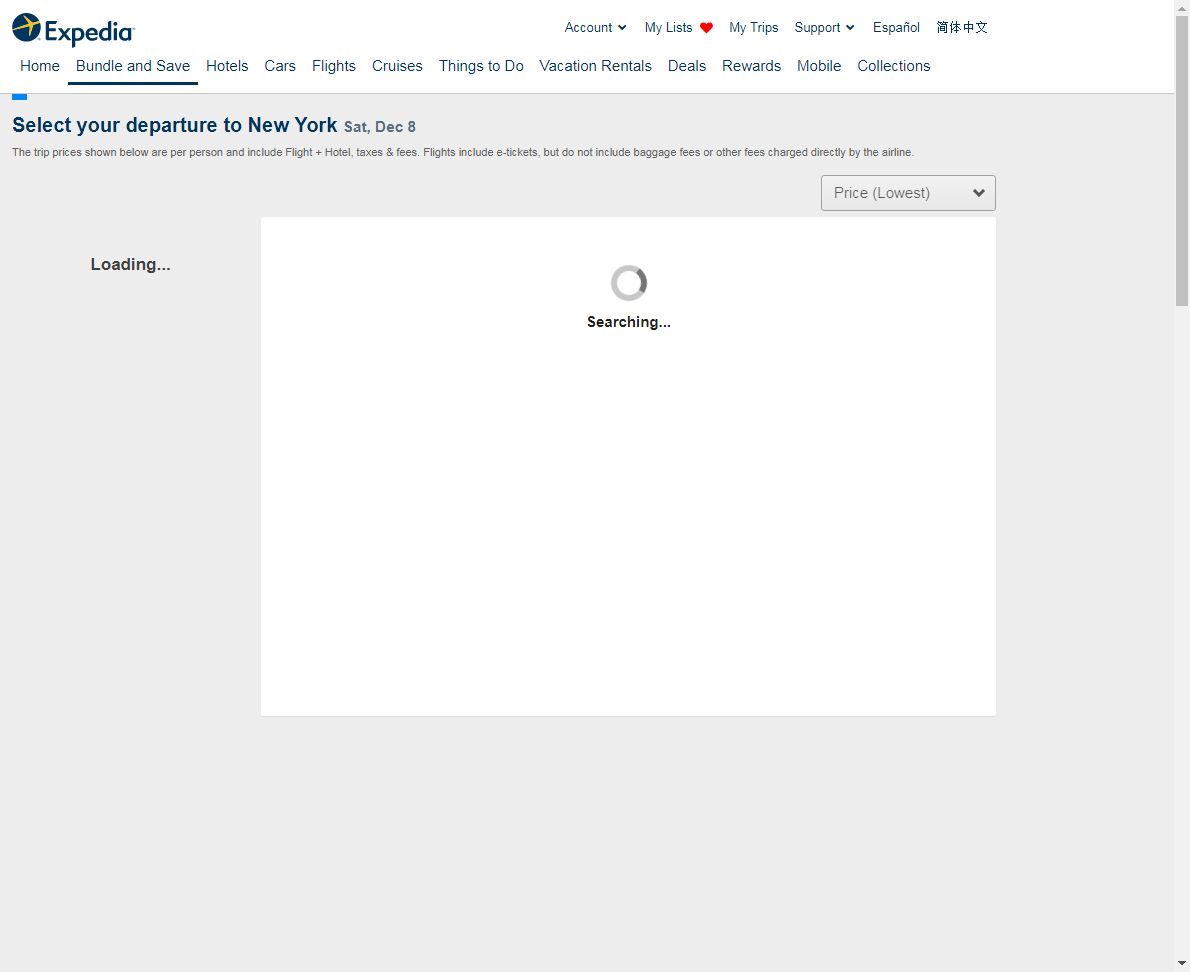 Expedia
Account
My Lists
My Trips
Support
Español
简体中文
Home
Bundle and Save
Hotels
Cars
Flights
Cruises
Things to Do
Vacation Rentals
Deals
Rewards
Mobile
Collections
Select your departure to New York Sat, Dec 8
The trip prices shown below are per person and include Flight + Hotel, taxes & fees. Flights include e-tickets, but do not include baggage fees or other fees charged directly by the airline.
Price (Lowest)
Loading...
Searching...